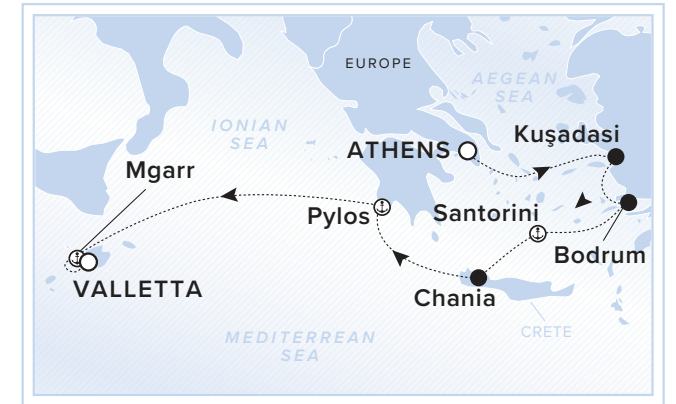 EUROPE
AEGEAN
SEA
IONIAN
SEA
Kuşadasi
ATHENS
Mgarr
Pylos
Santorini
Bodrum
VALLETTA
Chania
CRETE
MEDITERREAN
SEA